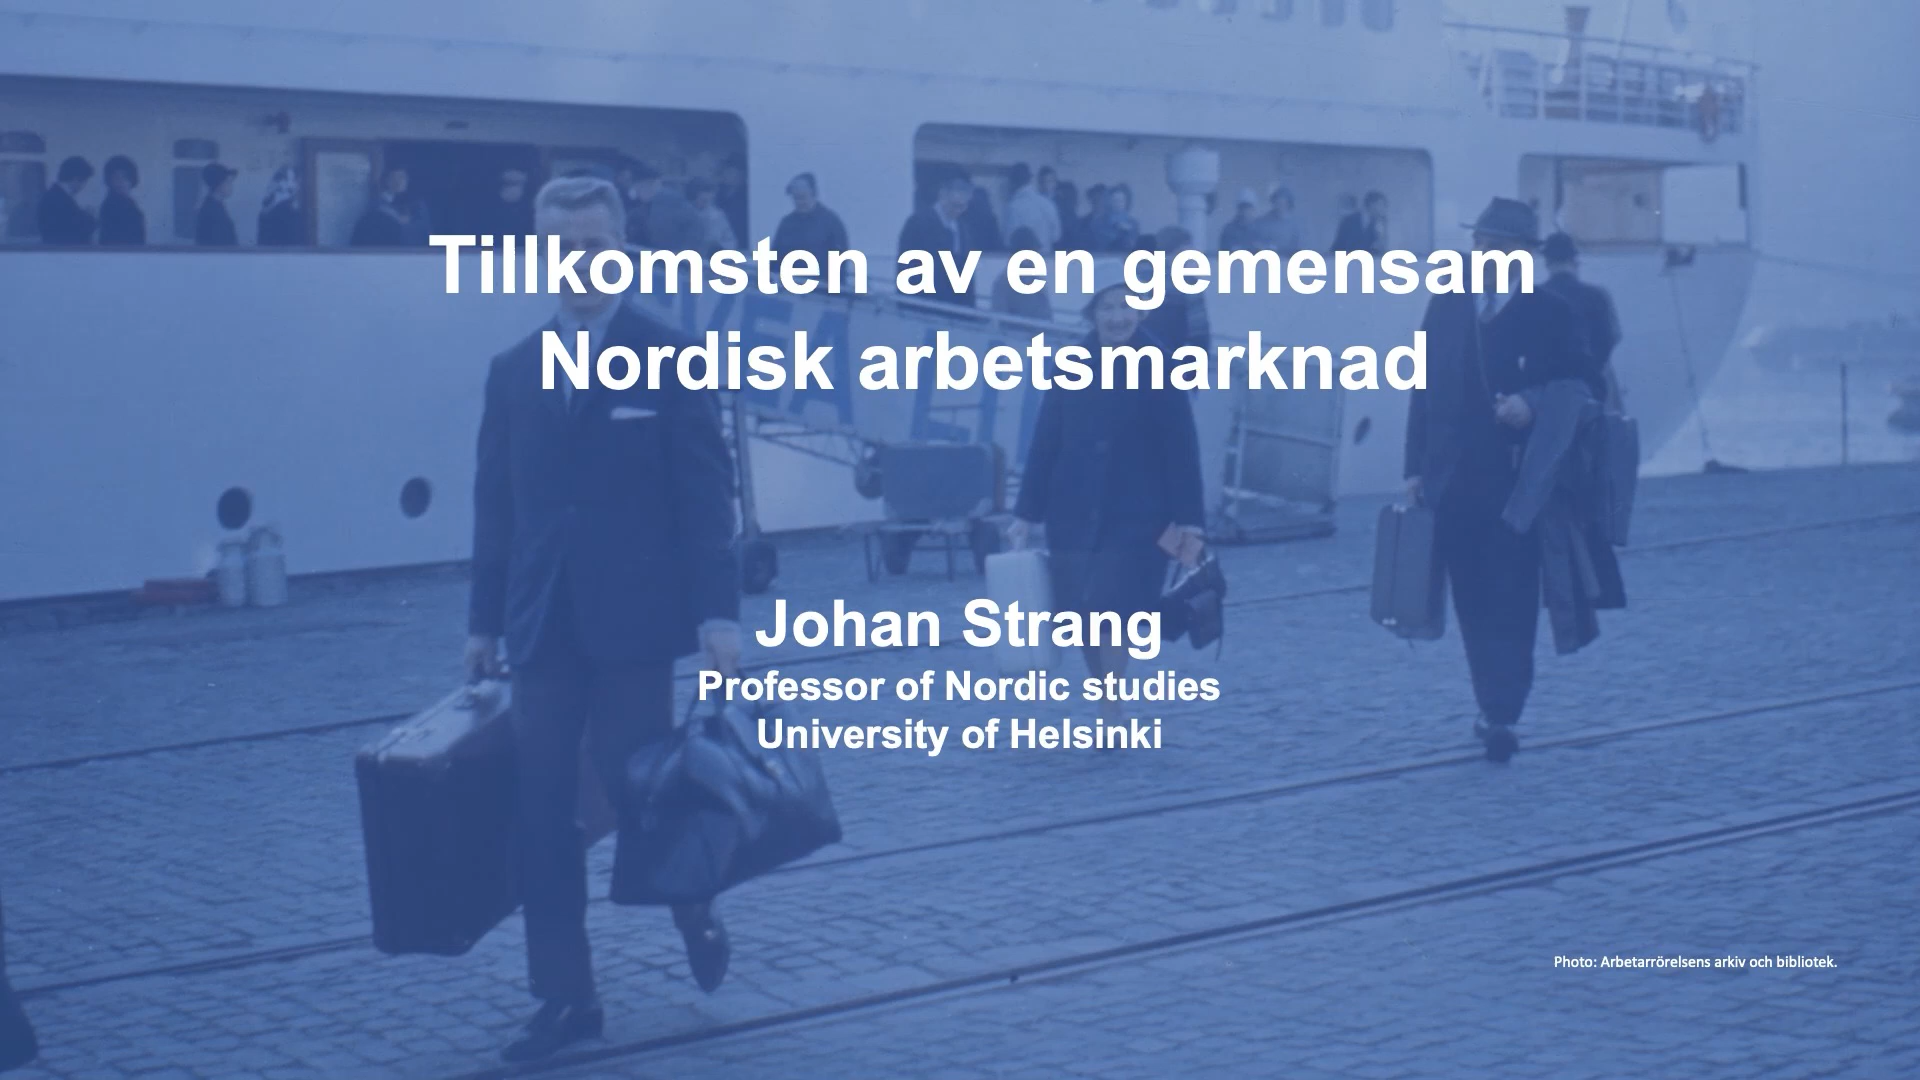 Tillkomsten av en gemensam
Nordisk arbetsmarknad
Johan Strang
Professor of Nordic studies
University of Helsinki
Photo: Arbetarrörelsens arkiv och bibliotek.